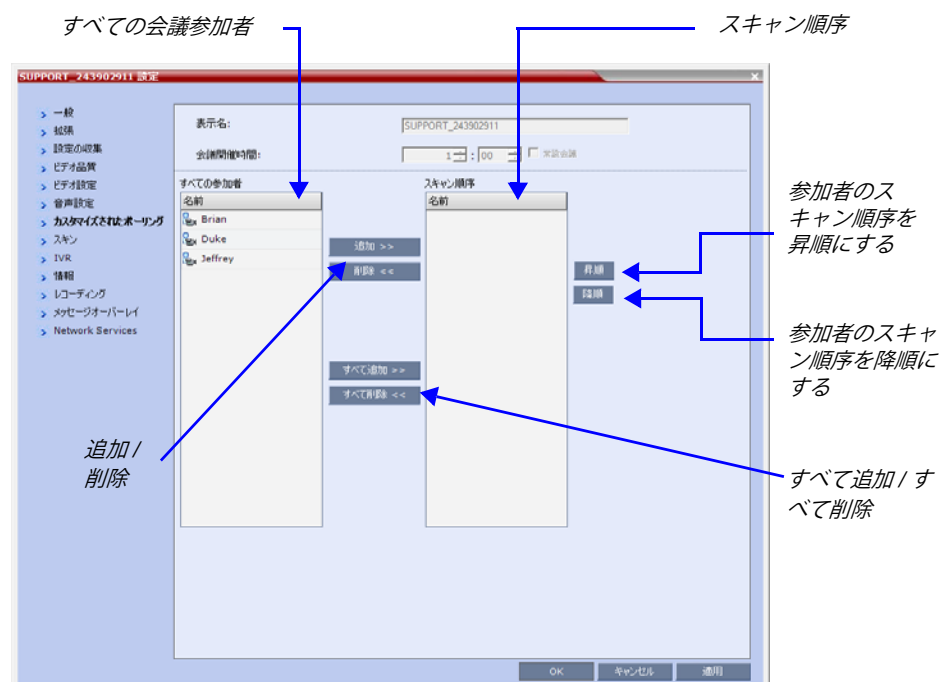 すべての会議参加者
スキャン順序
SUPPORT_243902911 設定
一般
拡張
設定の収集
ビデオ品質
ビデオ設定
音声設定
カスタマイズされたポーリング
スキン
IVR
情報
レコーディング
メッセージオーバーレイ
Network Services
表示名:
SUPPORT_243902911
会議開催時間:
1 : 00 常設会議
すべての参加者
名前
Brian
Duke
Jeffrey
追加 >>
削除 <<
すべて追加 >>
すべて削除 <<
スキャン順序
名前
昇順
降順
参加者のス
キャン順序を
昇順にする
参加者のスキャ
ン順序を降順に
する
追加 /
削除
すべて追加 / す
べて削除
OK
キャンセル
適用